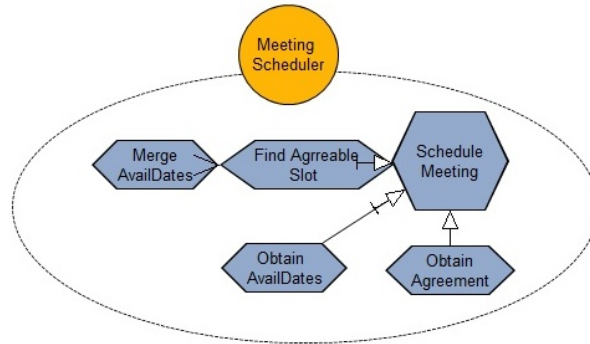 Meeting
Scheduler
Merge
AvailDates
Find Agrreable
Slot
Schedule
Meeting
Obtain
AvailDates
Obtain
Agreement